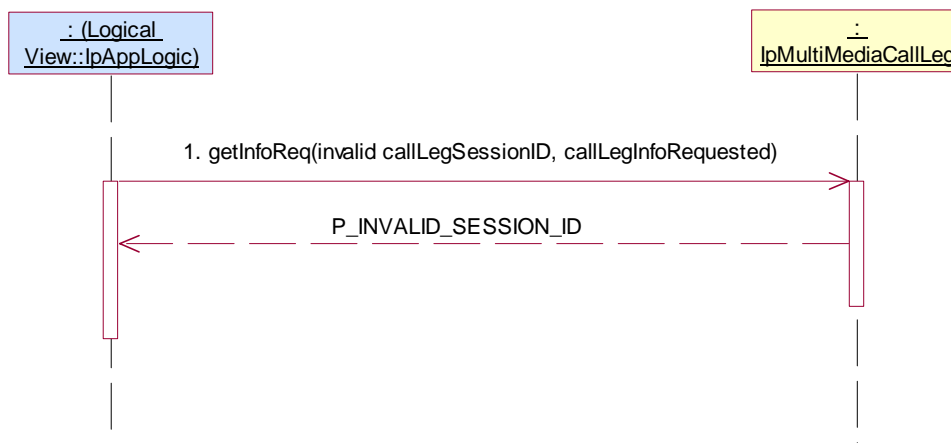 : (Logical
View::IpAppLogic)
:
IpMultiMediaCallLeg
1. getInfoReq(invalid callLegSessionID, callLegInfoRequested)
P_INVALID_SESSION_ID